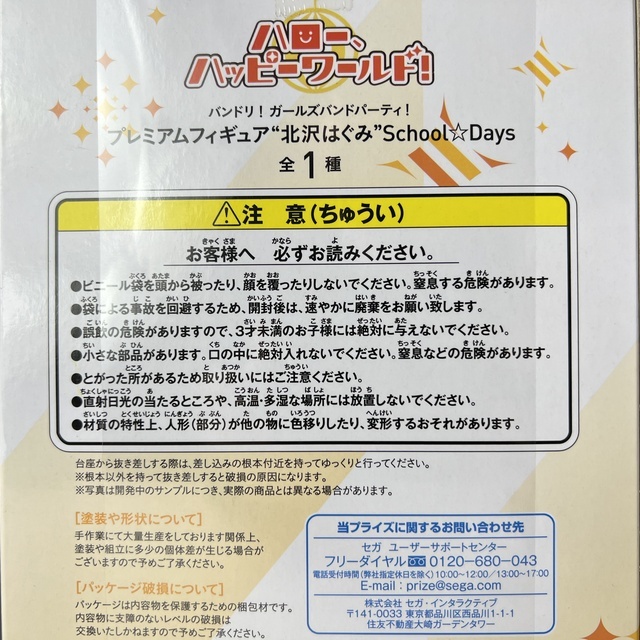 ハロー、
ハッピーワールド!
バンドリ! ガールズバンドパーティ!
プレミアムフィギュア“北沢はぐみ”School☆Days
全1種
⚠注 意(ちゅうい)
お客様へ 必ずお読みください。
●ビニール袋を頭から被ったり、顔を覆ったりしないでください。窒息する危険があります。
●袋による事故を回避するため、開封後は、速やかに廃棄をお願い致します。
●誤飲の危険がありますので、3才未満のお子様には絶対に与えないでください。
●小さな部品があります。口の中に絶対入れないでください。窒息などの危険があります。
●とがった所があるため取り扱いにはご注意ください。
●直射日光の当たるところや、高温・多湿な場所には放置しないでください。
●材質の特性上、人形(部分)が他の物に色移りしたり、変形するおそれがあります。
台座から抜き差しする際は、差し込みの根本付近を持ってゆっくりと行ってください。
※根本以外を持って抜き差しすると破損の原因になります。
※写真は開発中のサンプルにつき、実際の商品とは異なる場合があります。
[塗装や形状について]
手作業にて大量生産をしております関係上、
塗装や組立に多少の個体差が生じる場合が
ございますので予めご了承ください。
[パッケージ破損について]
パッケージは内容物を保護するための梱包材です。
内容物に支障のないレベルの破損は
交換いたしかねますので予めご了承ください。
当プライズに関するお問い合わせ先
セガ ユーザーサポートセンター
フリーダイヤル 0120-680-043
電話受付時間(弊社指定休日を除く)10:00~12:00/13:00~17:00
E-mail : prize@sega.com
株式会社 セガ・インタラクティブ
〒141-0033 東京都品川区西品川1-1-1
住友不動産大崎ガーデンタワー